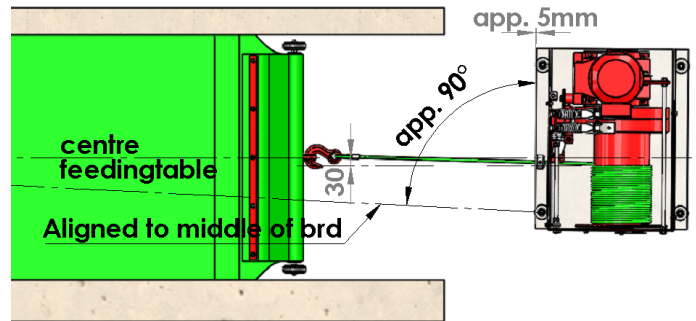 app. 5mm
app. 90°
centre
feedingtable
30
Aligned to middle of brd